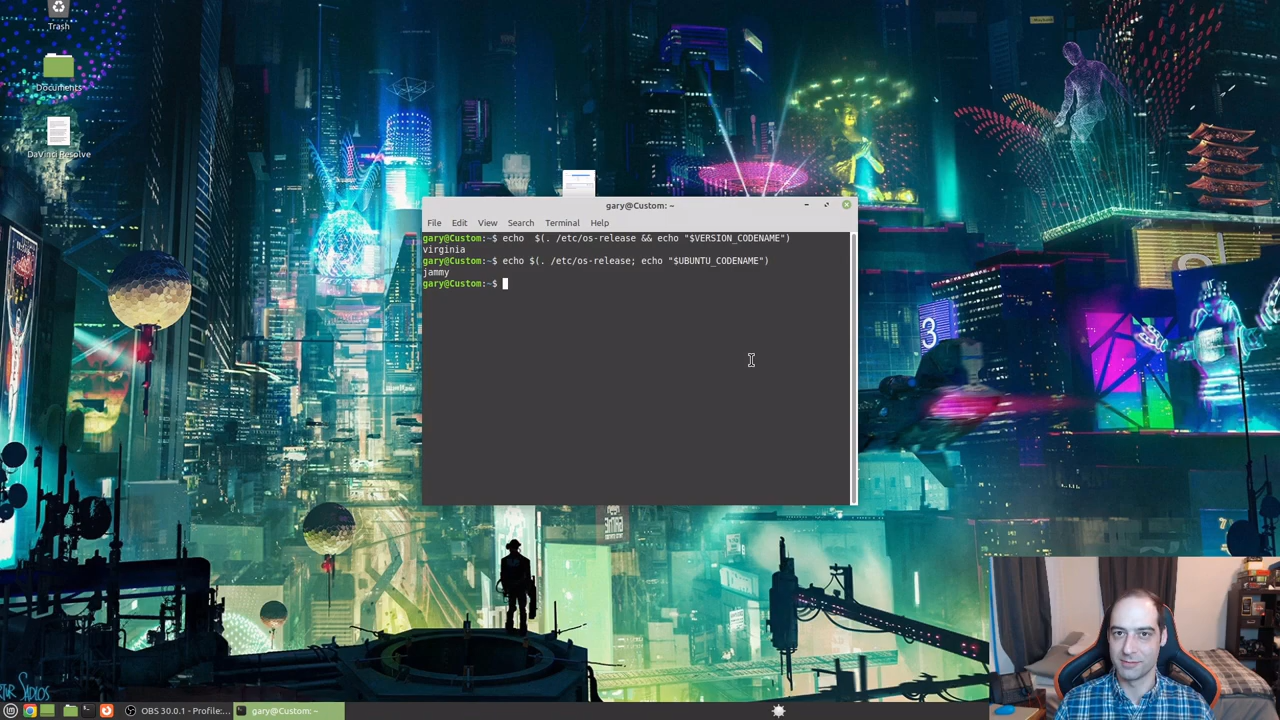 Trash
Documents
DaVinci Resolve
gary@Custom: ~
File Edit View Search Terminal Help
gary@Custom:~$ echo  $(. /etc/os-release && echo "$VERSION_CODENAME")
virginia
gary@Custom:~$ echo $(. /etc/os-release; echo "$UBUNTU_CODENAME")
jammy
gary@Custom:~$
3
OBS 30.0.1 - Profile:...
gary@Custom: ~